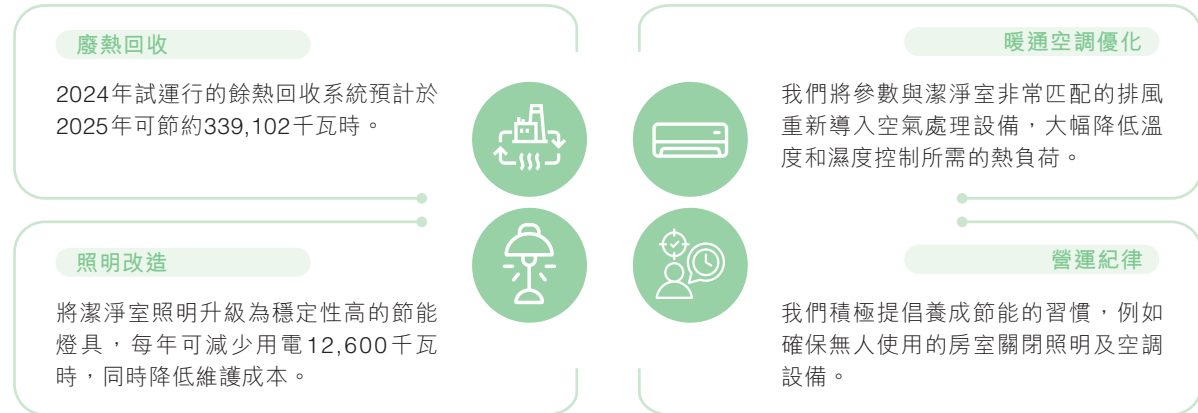 廢熱回收
2024年試運行的餘熱回收系統預計於
2025年可節約339,102千瓦時。
暖通空調優化
我們將參數與潔淨室非常匹配的排風
重新導入空氣處理設備，大幅降低溫
度和濕度控制所需的熱負荷。
照明改造
將潔淨室照明升級為穩定性高的節能
燈具，每年可減少用電12,600千瓦
時，同時降低維護成本。
營運紀律
我們積極提倡養成節能的習慣，例如
確保無人使用的房室關閉照明及空調
設備。